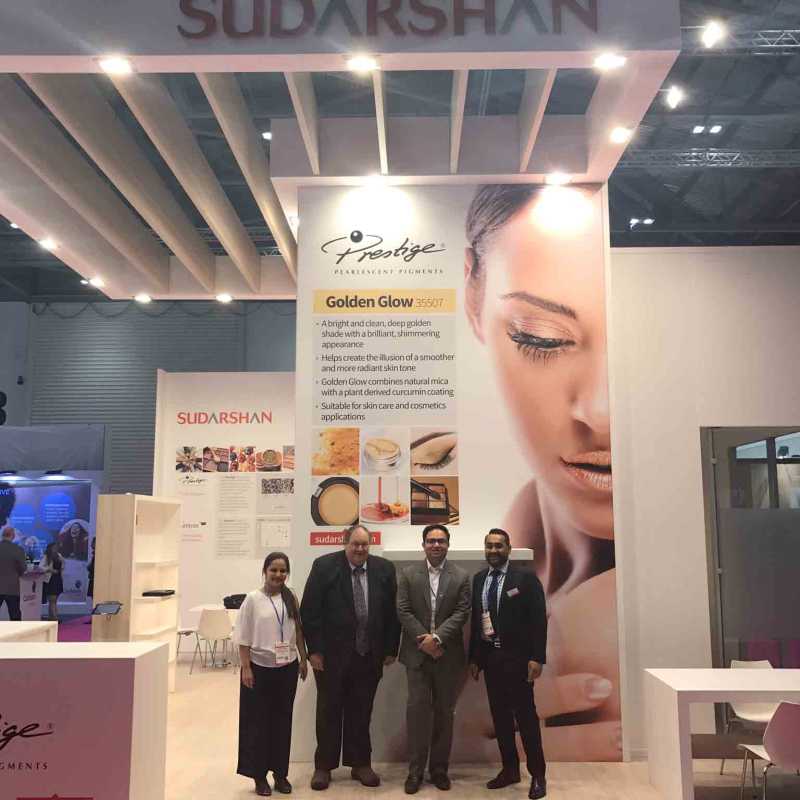 SUDARSHAN
Prestige®
PEARLESCENT PIGMENTS
Golden Glow 35507
• A bright and clean, deep golden
shade with a brilliant, shimmering
appearance
• Helps create the illusion of a smoother
and more radiant skin tone
• Golden Glow combines natural mica
with a plant derived curcumin coating
• Suitable for skin care and cosmetics
applications
SUDARSHAN
Prestige